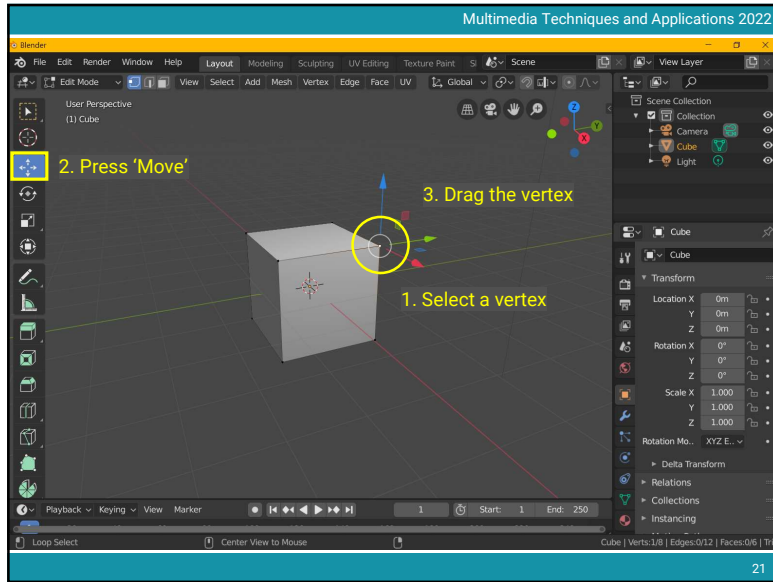 Multimedia Techniques and Applications 2022
Blender
File Edit Render Window Help Layout Modeling Sculpting UV Editing Texture Paint S Scene View Layer
Edit Mode View Select Add Mesh Vertex Edge Face UV Global
User Perspective
(1) Cube
2. Press ‘Move’
3. Drag the vertex
1. Select a vertex
Z
Y
X
Scene Collection
Collection
Camera
Cube
Light
Cube
Cube
Transform
Location X 0m
Y 0m
Z 0m
Rotation X 0°
Y 0°
Z 0°
Scale X 1.000
Y 1.000
Z 1.000
Rotation Mo.. XYZ E..
Delta Transform
Relations
Collections
Instancing
Playback Keying View Marker 1 Start: 1 End: 250
Loop Select Center View to Mouse Cube | Verts:1/8 | Edges:0/12 | Faces:0/6 | Tri
21